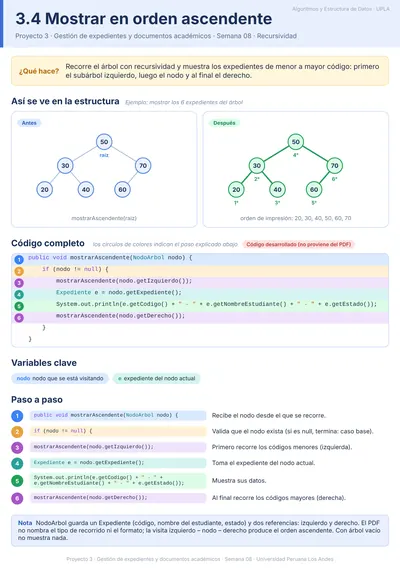 Algoritmos y Estructura de Datos · UPLA
3.4 Mostrar en orden ascendente
Proyecto 3 · Gestión de expedientes y documentos académicos · Semana 08 · Recursividad
¿Qué hace?
Recorre el árbol con recursividad y muestra los expedientes de menor a mayor código: primero
el subárbol izquierdo, luego el nodo y al final el derecho.
Así se ve en la estructura
Ejemplo: mostrar los 6 expedientes del árbol
Antes
50
raíz
30
70
20
40
60
mostrarAscendente(raiz)
Después
50
4°
30
70
2°
6°
20
40
60
1°
3°
5°
orden de impresión: 20, 30, 40, 50, 60, 70
Código completo
los círculos de colores indican el paso explicado abajo
Código desarrollado (no proviene del PDF)
1 public void mostrarAscendente(NodoArbol nodo) {
2 if (nodo != null) {
3 mostrarAscendente(nodo.getIzquierdo());
4 Expediente e = nodo.getExpediente();
5 System.out.println(e.getCodigo() + " - " + e.getNombreEstudiante() + " - " + e.getEstado());
6 mostrarAscendente(nodo.getDerecho());
}
}
Variables clave
nodo nodo que se está visitando
e expediente del nodo actual
Paso a paso
1 public void mostrarAscendente(NodoArbol nodo) { Recibe el nodo desde el que se recorre.
2 if (nodo != null) { Valida que el nodo exista (si es null, termina: caso base).
3 mostrarAscendente(nodo.getIzquierdo()); Primero recorre los códigos menores (izquierda).
4 Expediente e = nodo.getExpediente(); Toma el expediente del nodo actual.
5 System.out.println(e.getCodigo() + " - " +
e.getNombreEstudiante() + " - " + e.getEstado()); Muestra sus datos.
6 mostrarAscendente(nodo.getDerecho()); Al final recorre los códigos mayores (derecha).
Nota NodoArbol guarda un Expediente (código, nombre del estudiante, estado) y dos referencias: izquierdo y derecho. El PDF
no nombra el tipo de recorrido ni el formato; la visita izquierdo – nodo – derecho produce el orden ascendente. Con árbol vacío
no muestra nada.
Proyecto 3 · Gestión de expedientes y documentos académicos · Semana 08 · Universidad Peruana Los Andes